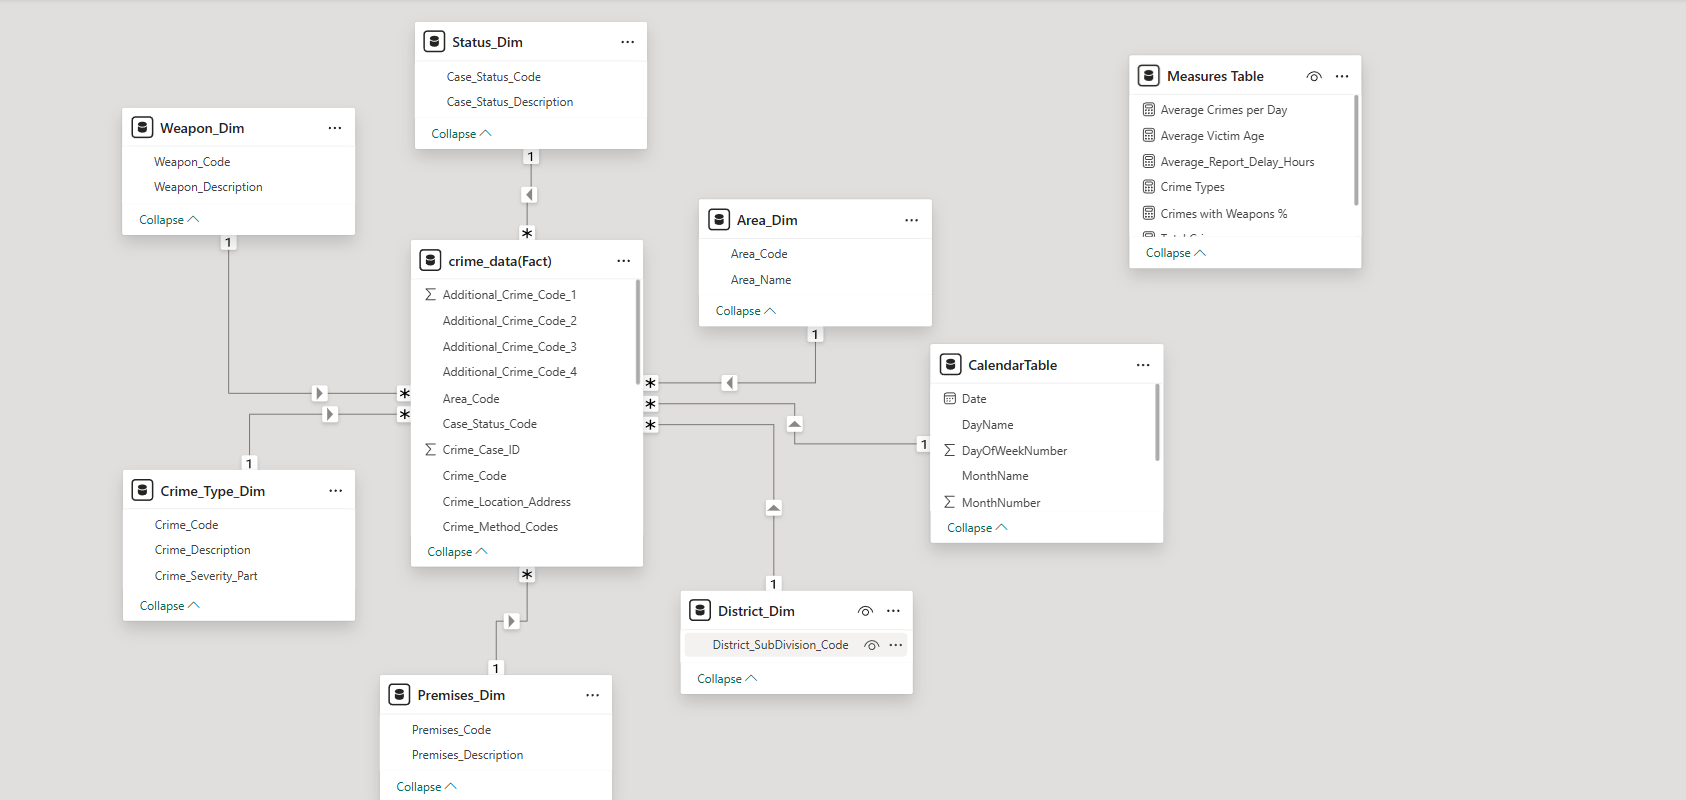 Status_Dim
Case_Status_Code
Case_Status_Description
Collapse
1
*
Measures Table
Average Crimes per Day
Average Victim Age
Average_Report_Delay_Hours
Crime Types
Crimes with Weapons %
Collapse
Weapon_Dim
Weapon_Code
Weapon_Description
Collapse
1
*
Area_Dim
Area_Code
Area_Name
Collapse
1
*
crime_data(Fact)
Additional_Crime_Code_1
Additional_Crime_Code_2
Additional_Crime_Code_3
Additional_Crime_Code_4
Area_Code
Case_Status_Code
Crime_Case_ID
Crime_Code
Crime_Location_Address
Crime_Method_Codes
Collapse
*
CalendarTable
Date
DayName
DayOfWeekNumber
MonthName
MonthNumber
Collapse
1
*
Crime_Type_Dim
Crime_Code
Crime_Description
Crime_Severity_Part
Collapse
1
*
District_Dim
District_SubDivision_Code
Collapse
1
*
Premises_Dim
Premises_Code
Premises_Description
Collapse
1